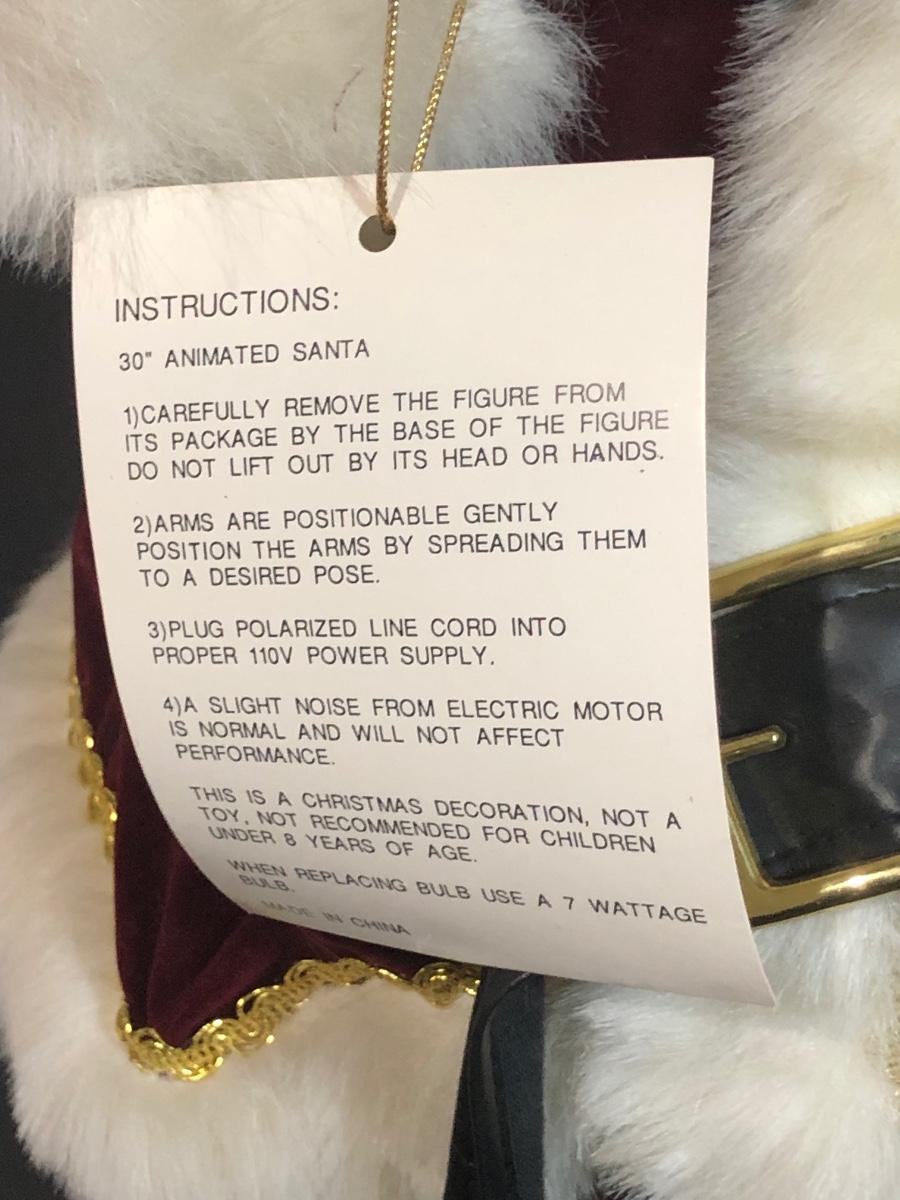 INSTRUCTIONS:
30" ANIMATED SANTA
1)CAREFULLY REMOVE THE FIGURE FROM
ITS PACKAGE BY THE BASE OF THE FIGURE
DO NOT LIFT OUT BY ITS HEAD OR HANDS.
2)ARMS ARE POSITIONABLE GENTLY
POSITION THE ARMS BY SPREADING THEM
TO A DESIRED POSE.
3)PLUG POLARIZED LINE CORD INTO
PROPER 110V POWER SUPPLY.
4)A SLIGHT NOISE FROM ELECTRIC MOTOR
IS NORMAL AND WILL NOT AFFECT
PERFORMANCE.
THIS IS A CHRISTMAS DECORATION, NOT A
TOY, NOT RECOMMENDED FOR CHILDREN
UNDER 8 YEARS OF AGE.
WHEN REPLACING BULB USE A 7 WATTAGE
BULB.
MADE IN CHINA